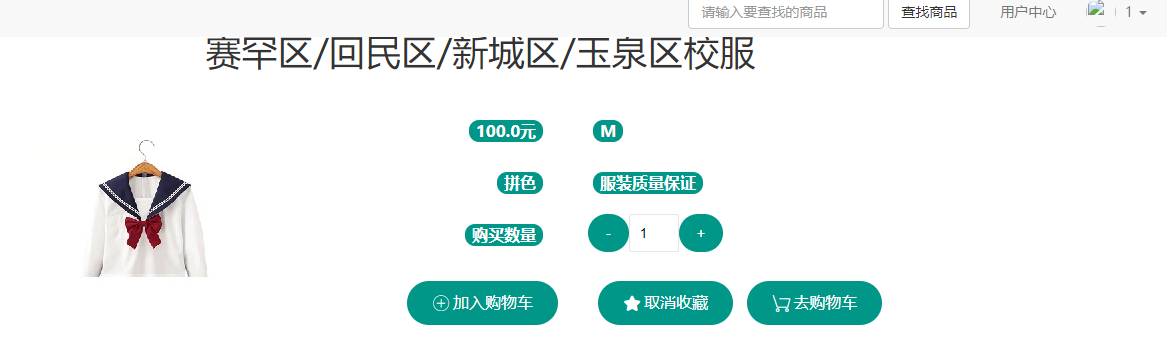 请输入要查找的商品 查找商品 用户中心 1
赛罕区/回民区/新城区/玉泉区校服
100.0元 M
拼色 服装质量保证
购买数量 - 1 +
加入购物车 取消收藏 去购物车